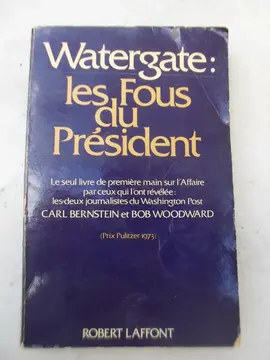 Watergate:
les Fous
du
Président
Le seul livre de première main sur l'Affaire
par ceux qui l'ont révélée:
les deux journalistes du Washington Post
CARL BERNSTEIN et BOB WOODWARD
(Prix Pulitzer 1973)
ROBERT LAFFONT